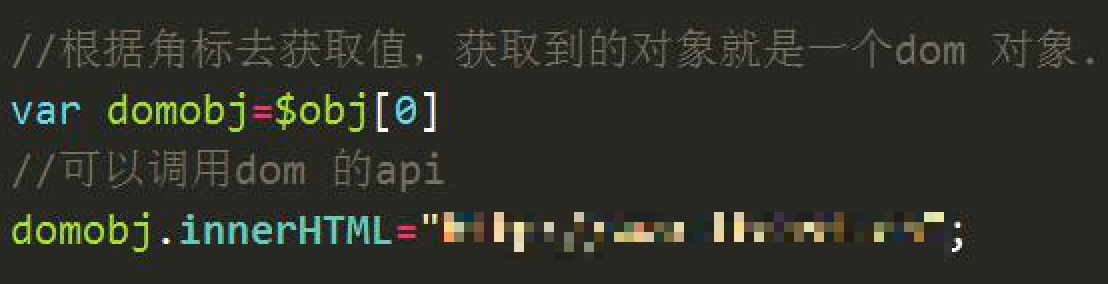 //根据角标去获取值，获取到的对象就是一个dom 对象.
var domobj=$obj[0]
//可以调用dom 的api
domobj.innerHTML="";